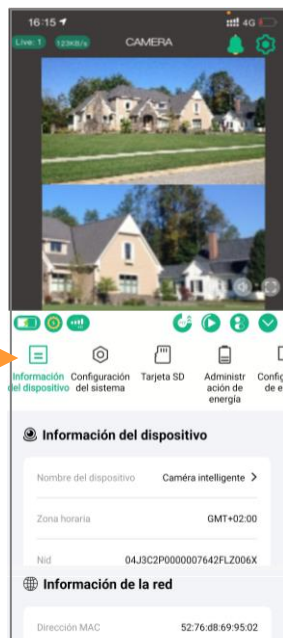 16:15 4G
Live: 1 123KB/s CAMERA
Información del dispositivo
Configuración del sistema
Tarjeta SD
Administr ación de energía
Config de e
Información del dispositivo
Nombre del dispositivo Caméra intelligente >
Zona horaria GMT+02:00
Nid 04J3C2P0000007642FLZ006X
Información de la red
Dirección MAC 52:76:d8:69:95:02